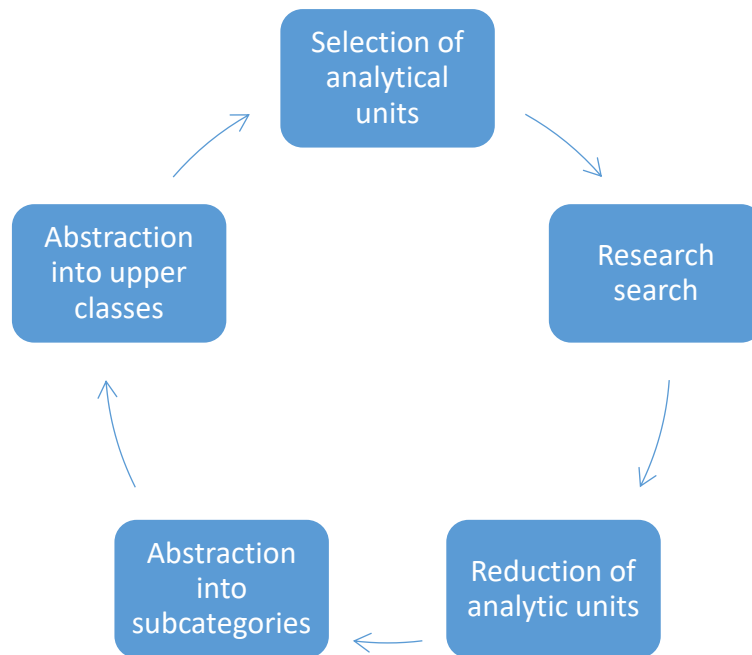 Selection of
analytical
units
Research
search
Reduction of
analytic units
Abstraction
into
subcategories
Abstraction
into upper
classes